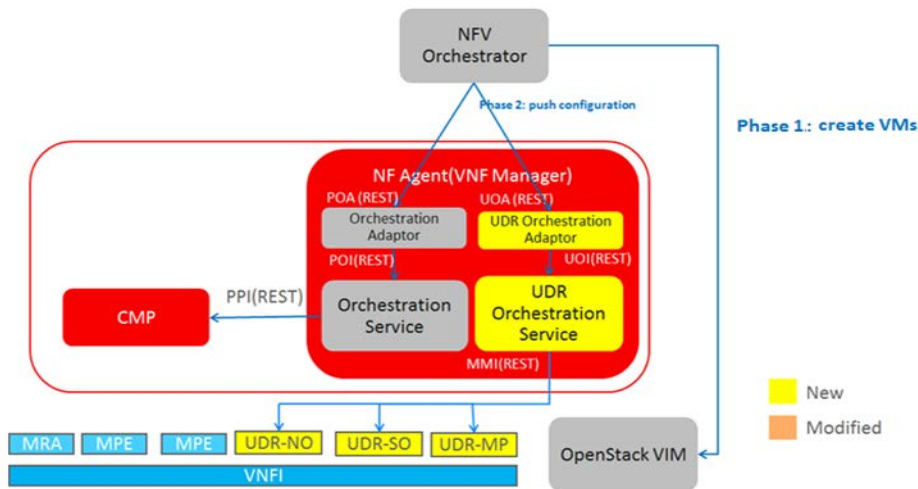 NFV
Orchestrator
Phase 2: push configuration
Phase 1.: create VMs
NF Agent(VNF Manager)
POA (REST)
UOA (REST)
Orchestration
Adaptor
UDR Orchestration
Adaptor
POI(REST)
UOI(REST)
PPI(REST)
CMP
Orchestration
Service
UDR
Orchestration
Service
MMI(REST)
New
Modified
MRA
MPE
MPE
UDR-NO
UDR-SO
UDR-MP
OpenStack VIM
VNFI